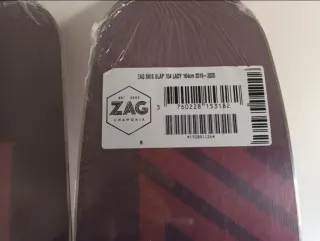 ZAG SKIS SLAP 104 LADY 164cm 2019 - 2020
EST. 2002
ZAG
CHAMONIX
3 760228 153182